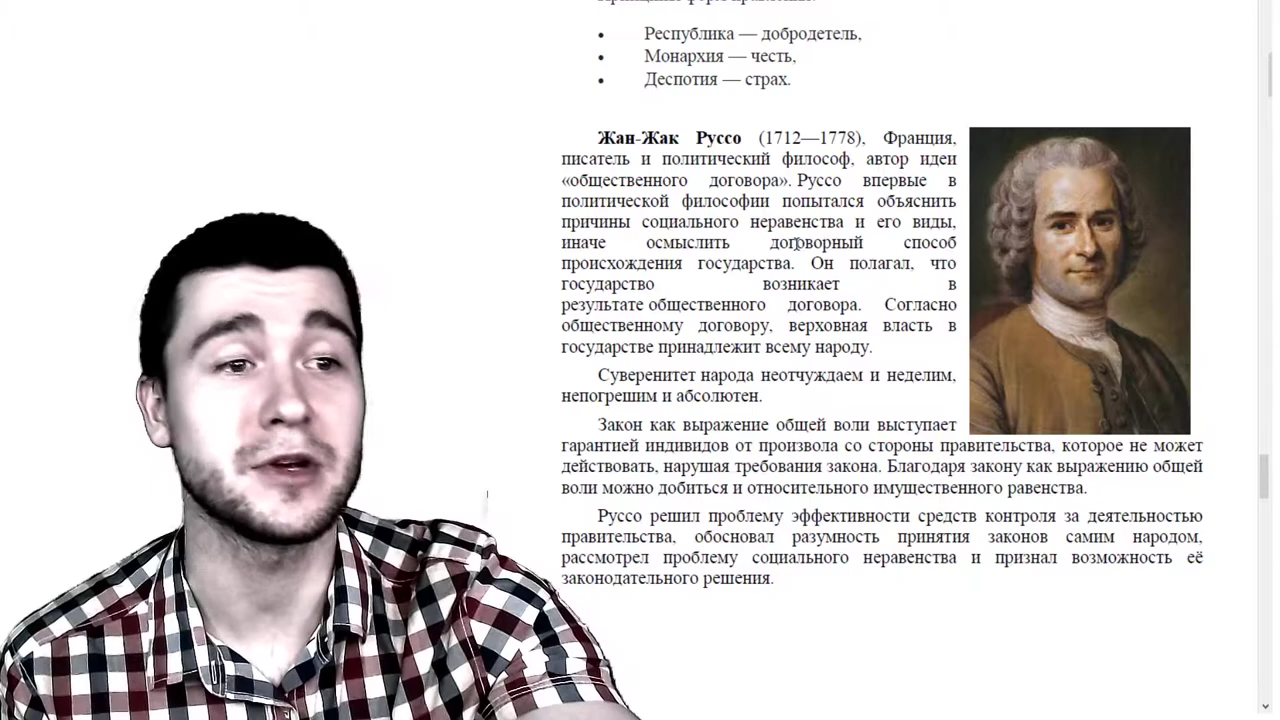 Республика — добродетель,
Монархия — честь,
Деспотия — страх.
Жан-Жак Руссо (1712—1778), Франция,
писатель и политический философ, автор идеи
«общественного договора». Руссо впервые в
политической философии попытался объяснить
причины социального неравенства и его виды,
иначе осмыслить договорный способ
происхождения государства. Он полагал, что
государство возникает в
результате общественного договора. Согласно
общественному договору, верховная власть в
государстве принадлежит всему народу.
Суверенитет народа неотчуждаем и неделим,
непогрешим и абсолютен.
Закон как выражение общей воли выступает
гарантией индивидов от произвола со стороны правительства, которое не может
действовать, нарушая требования закона. Благодаря закону как выражению общей
воли можно добиться и относительного имущественного равенства.
Руссо решил проблему эффективности средств контроля за деятельностью
правительства, обосновал разумность принятия законов самим народом,
рассмотрел проблему социального неравенства и признал возможность её
законодательного решения.